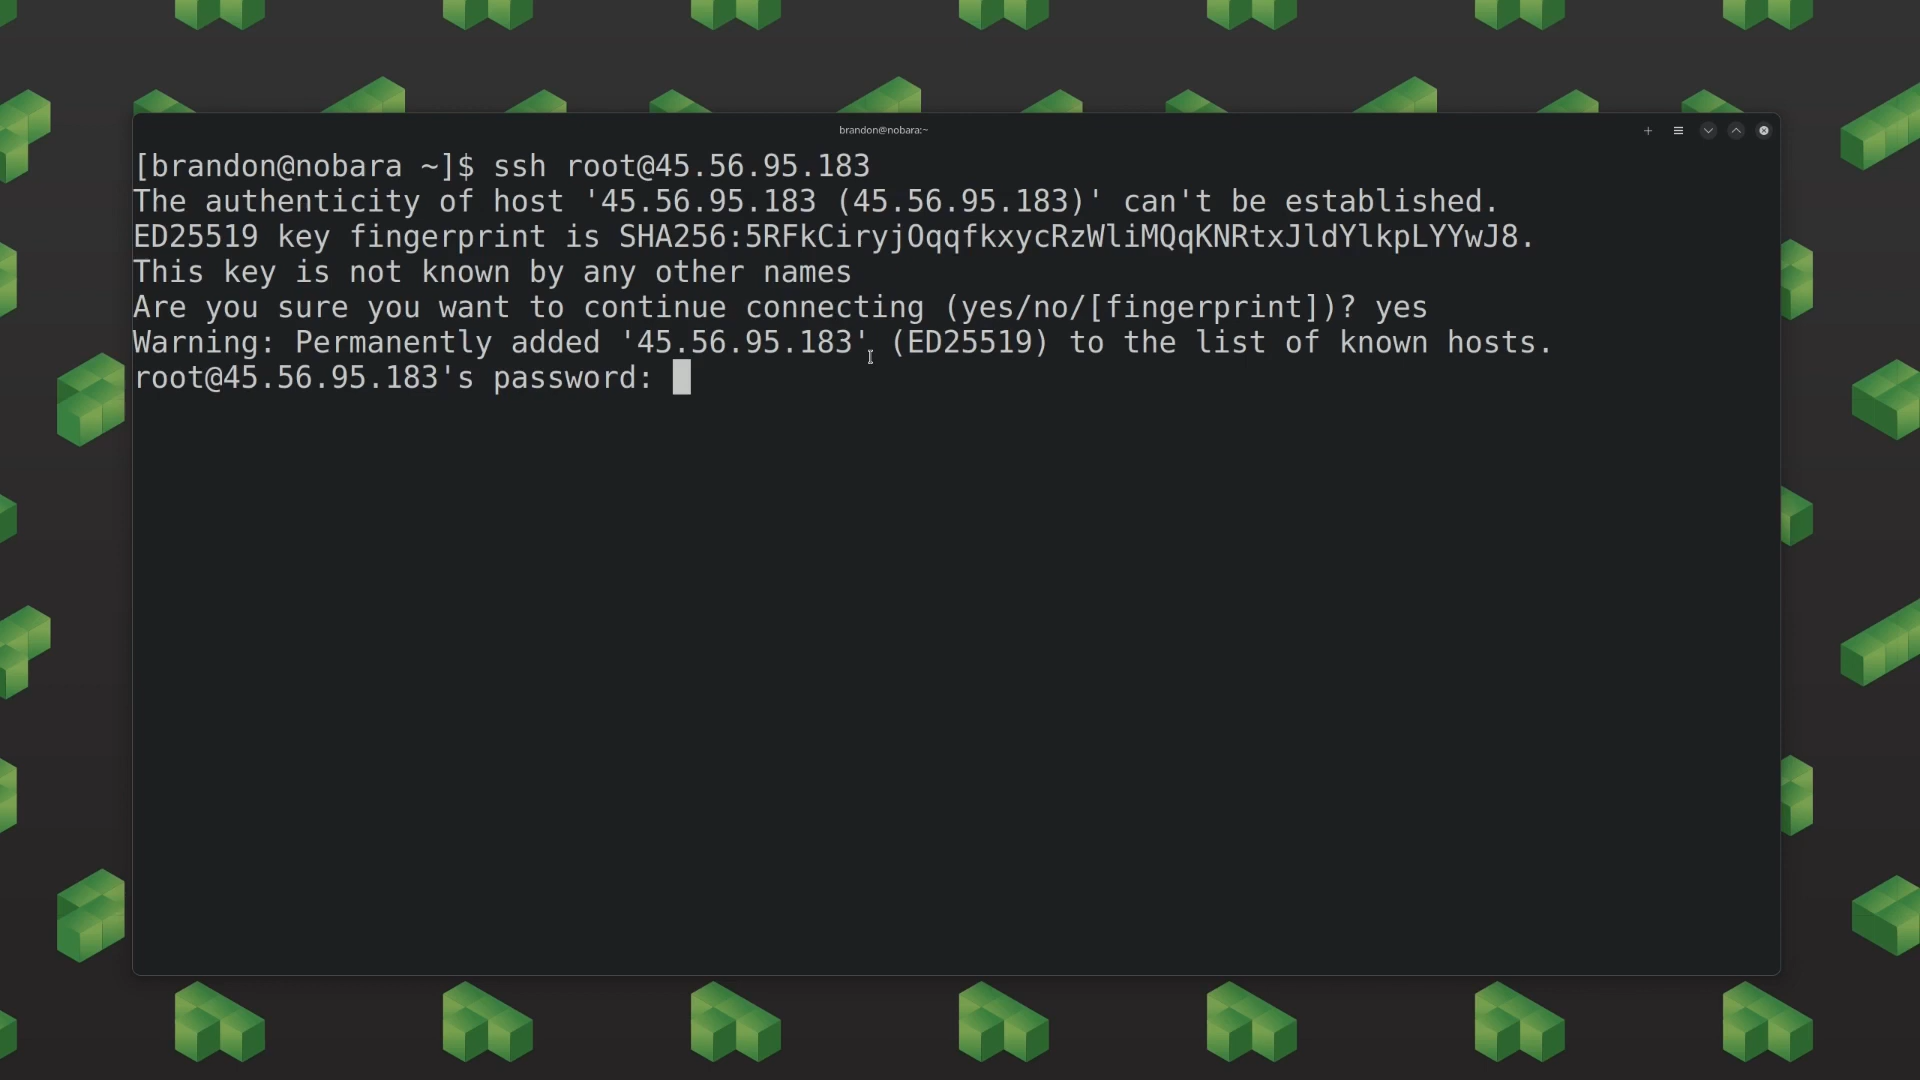 brandon@nobara:~
[brandon@nobara ~]$ ssh root@45.56.95.183
The authenticity of host '45.56.95.183 (45.56.95.183)' can't be established.
ED25519 key fingerprint is SHA256:5RFkCiryjOqqfkxycRzWliMQqKNRtxJldYlkpLYYwJ8.
This key is not known by any other names
Are you sure you want to continue connecting (yes/no/[fingerprint])? yes
Warning: Permanently added '45.56.95.183' (ED25519) to the list of known hosts.
root@45.56.95.183's password: